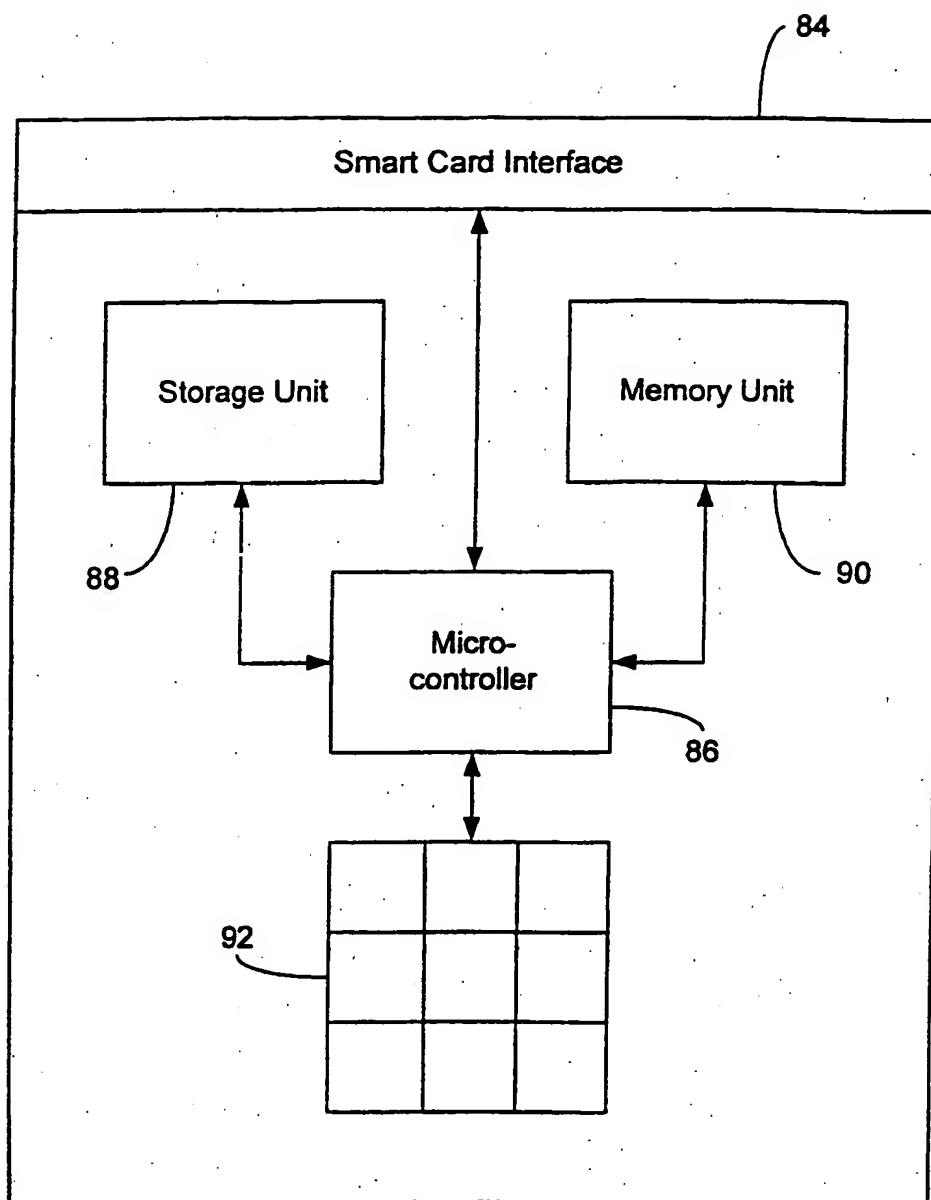 84
Smart Card Interface
Storage Unit
Memory Unit
88
90
Micro-
controller
86
92